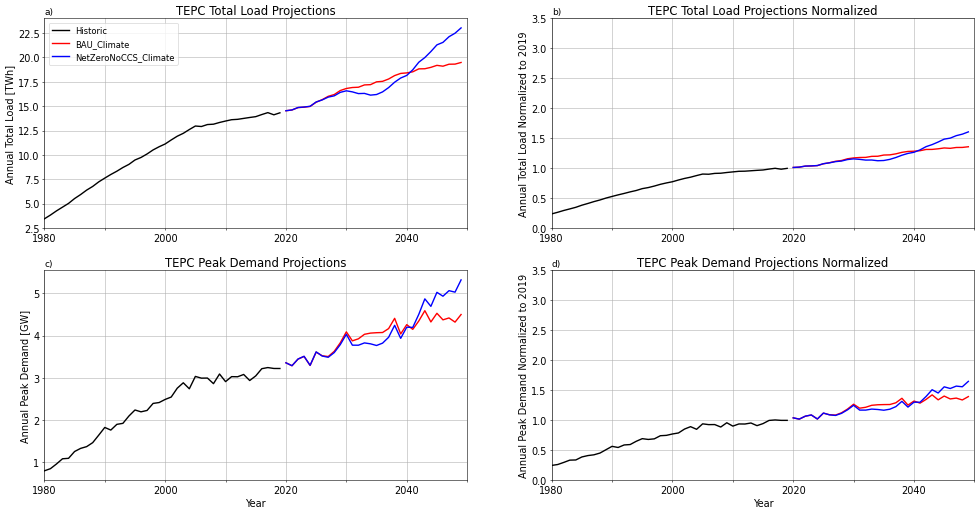 a)
TEPC Total Load Projections
Annual Total Load [TWh]
22.5
20.0
17.5
15.0
12.5
10.0
7.5
5.0
2.5
Historic
BAU_Climate
NetZeroNoCCS_Climate
1980
2000
2020
2040
b)
TEPC Total Load Projections Normalized
Annual Total Load Normalized to 2019
3.5
3.0
2.5
2.0
1.5
1.0
0.5
0.0
1980
2000
2020
2040
c)
TEPC Peak Demand Projections
Annual Peak Demand [GW]
5
4
3
2
1
1980
2000
2020
2040
Year
d)
TEPC Peak Demand Projections Normalized
Annual Peak Demand Normalized to 2019
3.5
3.0
2.5
2.0
1.5
1.0
0.5
0.0
1980
2000
2020
2040
Year